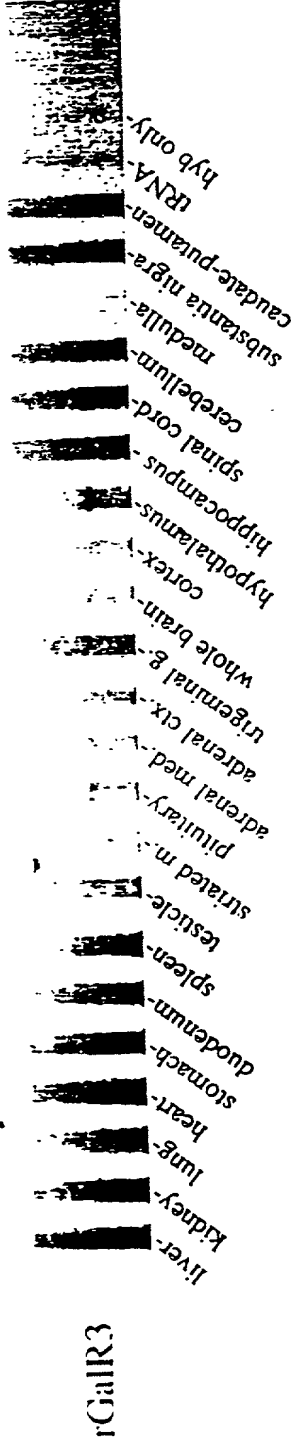 rGalR3
liver-
kidney-
lung-
heart-
stomach-
duodenum-
spleen-
testicle-
striated m.-
pituitary-
adrenal med-
adrenal ctx-
trigeminal g-
whole brain-
cortex-
hypothalamus-
hippocampus-
spinal cord-
cerebellum-
medulla-
substantia nigra-
caudate-putamen-
tRNA-
hyb only-